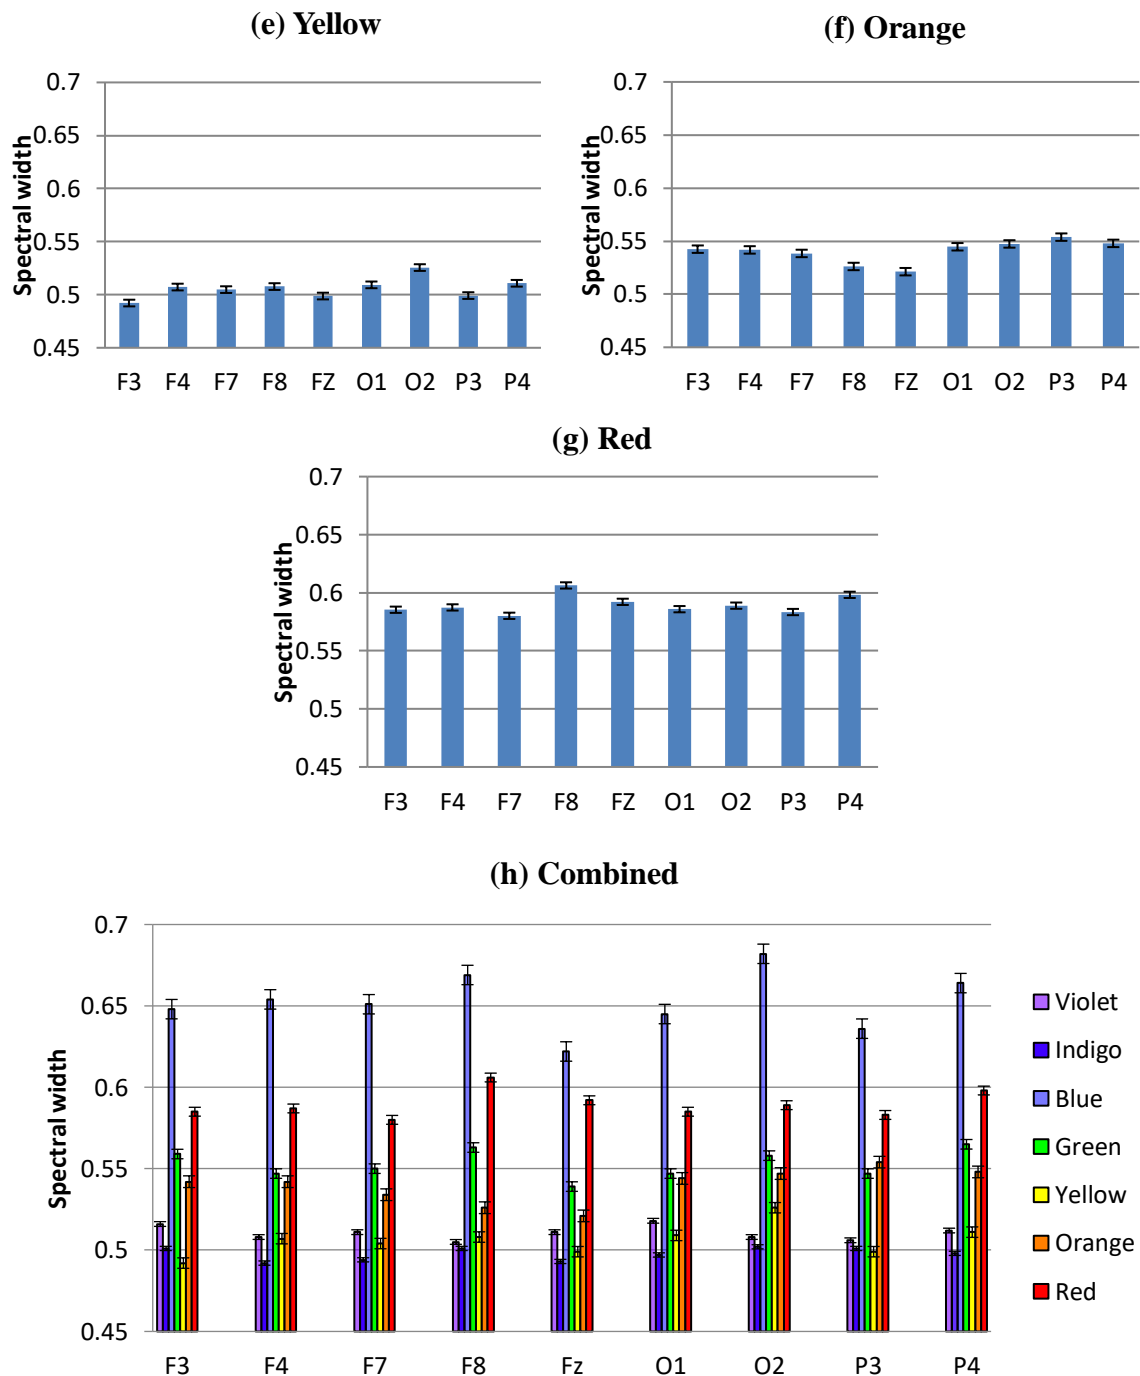 (e) Yellow
(f) Orange
0.7
0.65
0.6
0.55
0.5
0.45
Spectral width
F3 F4 F7 F8 FZ O1 O2 P3 P4
0.7
0.65
0.6
0.55
0.5
0.45
Spectral width
F3 F4 F7 F8 FZ O1 O2 P3 P4
(g) Red
0.7
0.65
0.6
0.55
0.5
0.45
Spectral width
F3 F4 F7 F8 FZ O1 O2 P3 P4
(h) Combined
0.7
0.65
0.6
0.55
0.5
0.45
Spectral width
F3 F4 F7 F8 Fz O1 O2 P3 P4
Violet
Indigo
Blue
Green
Yellow
Orange
Red